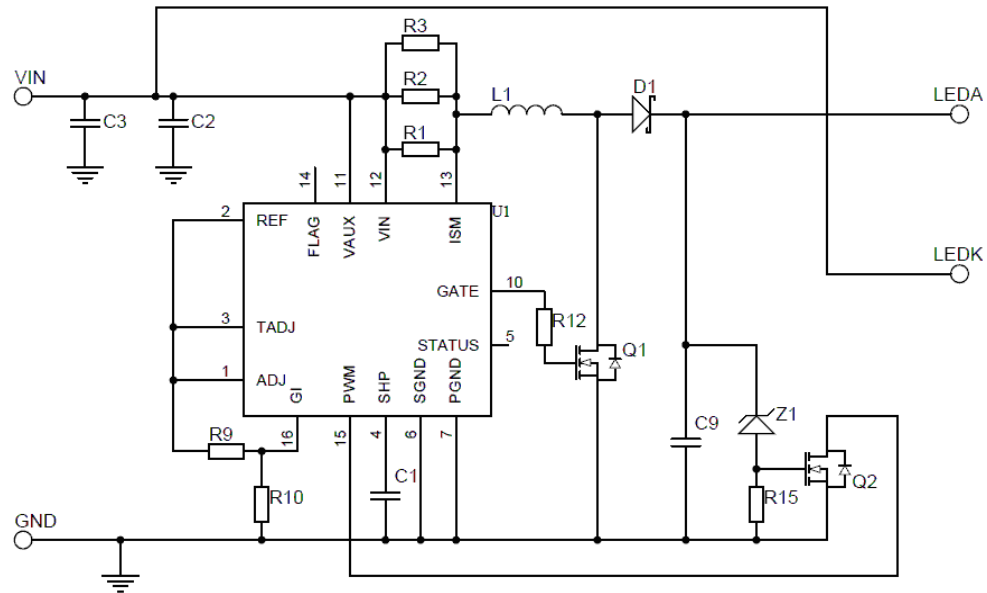 R3
VIN
R2
L1
D1
LEDA
C3
C2
R1
14
11
12
13
U1
2
REF
FLAG
VAUX
VIN
ISM
LEDK
GATE
10
R12
3
TADJ
STATUS
5
Q1
1
ADJ
GI
PWM
SHP
SGND
PGND
16
15
4
6
7
R9
C9
Z1
C1
R10
R15
Q2
GND